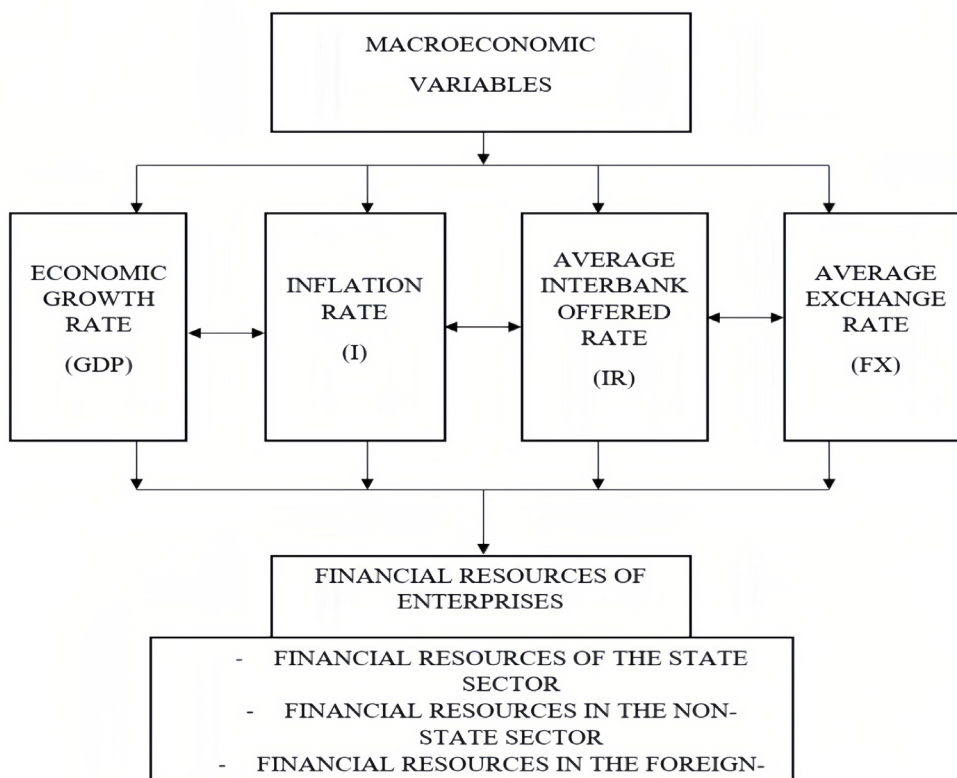 MACROECONOMIC
VARIABLES
ECONOMIC
GROWTH
RATE
(GDP)
INFLATION
RATE
(I)
AVERAGE
INTERBANK
OFFERED
RATE
(IR)
AVERAGE
EXCHANGE
RATE
(FX)
FINANCIAL RESOURCES OF
ENTERPRISES
- FINANCIAL RESOURCES OF THE STATE
SECTOR
- FINANCIAL RESOURCES IN THE NON-
STATE SECTOR
- FINANCIAL RESOURCES IN THE FOREIGN-